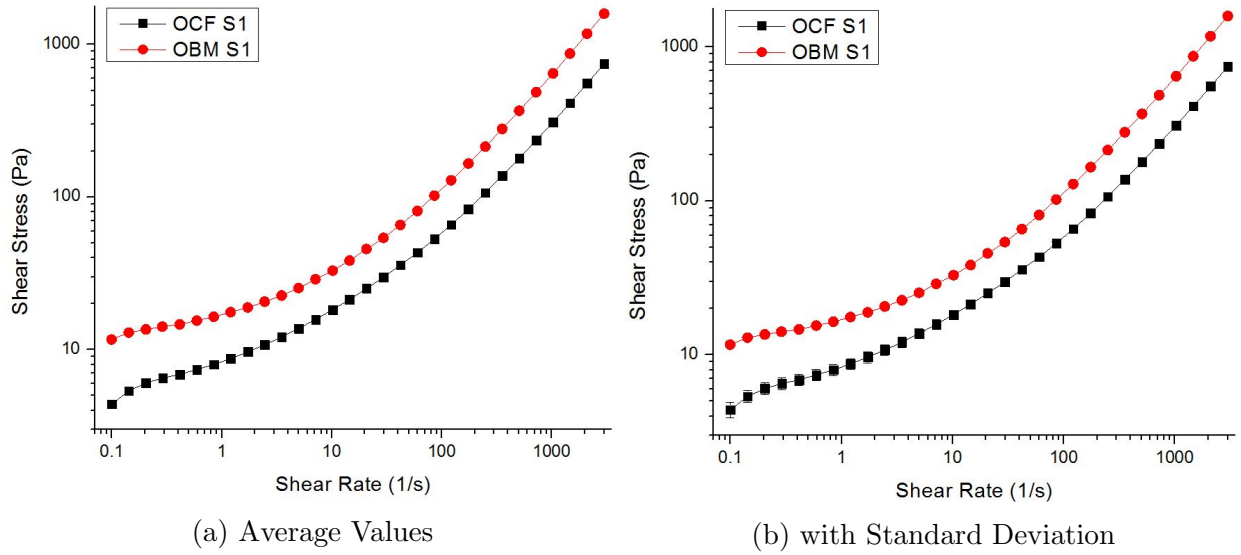 OCF S1
OBM S1
1000
100
10
Shear Stress (Pa)
0.1 1 10 100 1000
Shear Rate (1/s)
(a) Average Values
OCF S1
OBM S1
1000
100
10
Shear Stress (Pa)
0.1 1 10 100 1000
Shear Rate (1/s)
(b) with Standard Deviation